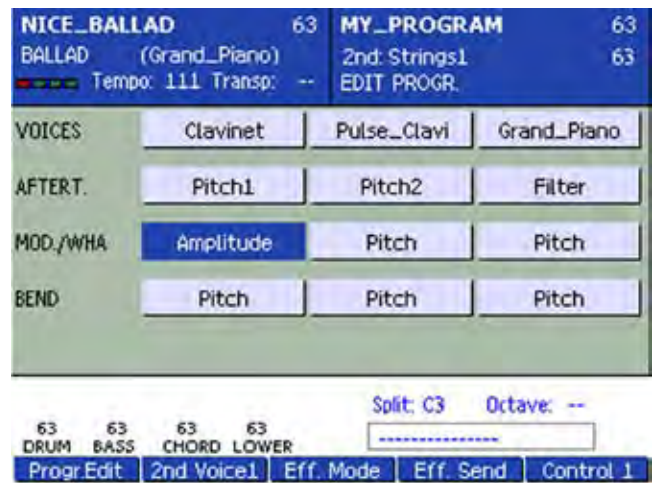 NICE_BALLAD 63 MY_PROGRAM 63
BALLAD (Grand_Piano) 2nd: Strings1 63
Tempo: 111 Transp: -- EDIT PROGR.
VOICES Clavinet Pulse_Clavi Grand_Piano
AFTERT. Pitch1 Pitch2 Filter
MOD./WHA Amplitude Pitch Pitch
BEND Pitch Pitch Pitch
Split: C3 Octave: --
63 63 63 63
DRUM BASS CHORD LOWER ----------------
Progr.Edit 2nd Voice1 Eff. Mode Eff. Send Control 1